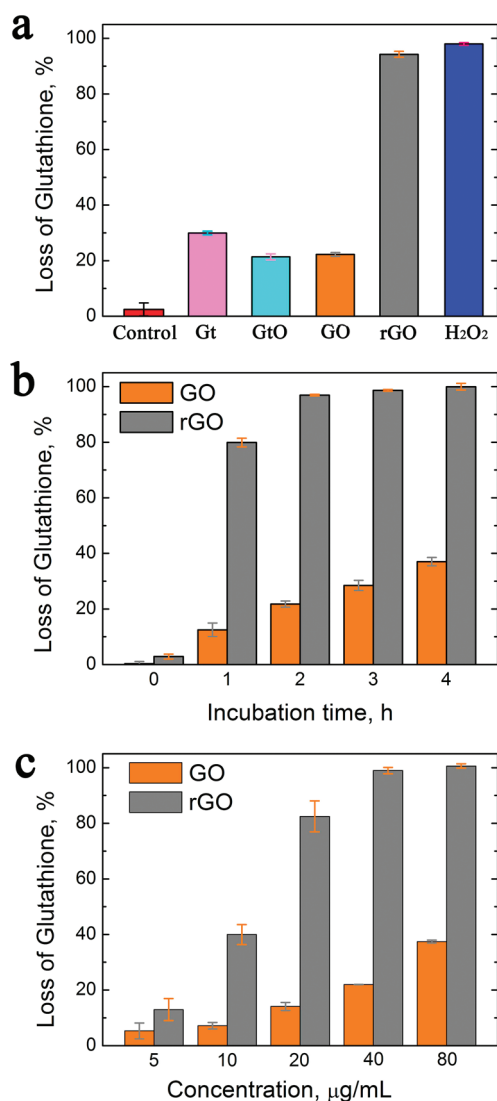 a
Loss of Glutathione, %
100
80
60
40
20
0
Control Gt GtO GO rGO H₂O₂
b
Loss of Glutathione, %
100
80
60
40
20
0
GO
rGO
0 1 2 3 4
Incubation time, h
c
Loss of Glutathione, %
100
80
60
40
20
0
GO
rGO
5 10 20 40 80
Concentration, μg/mL